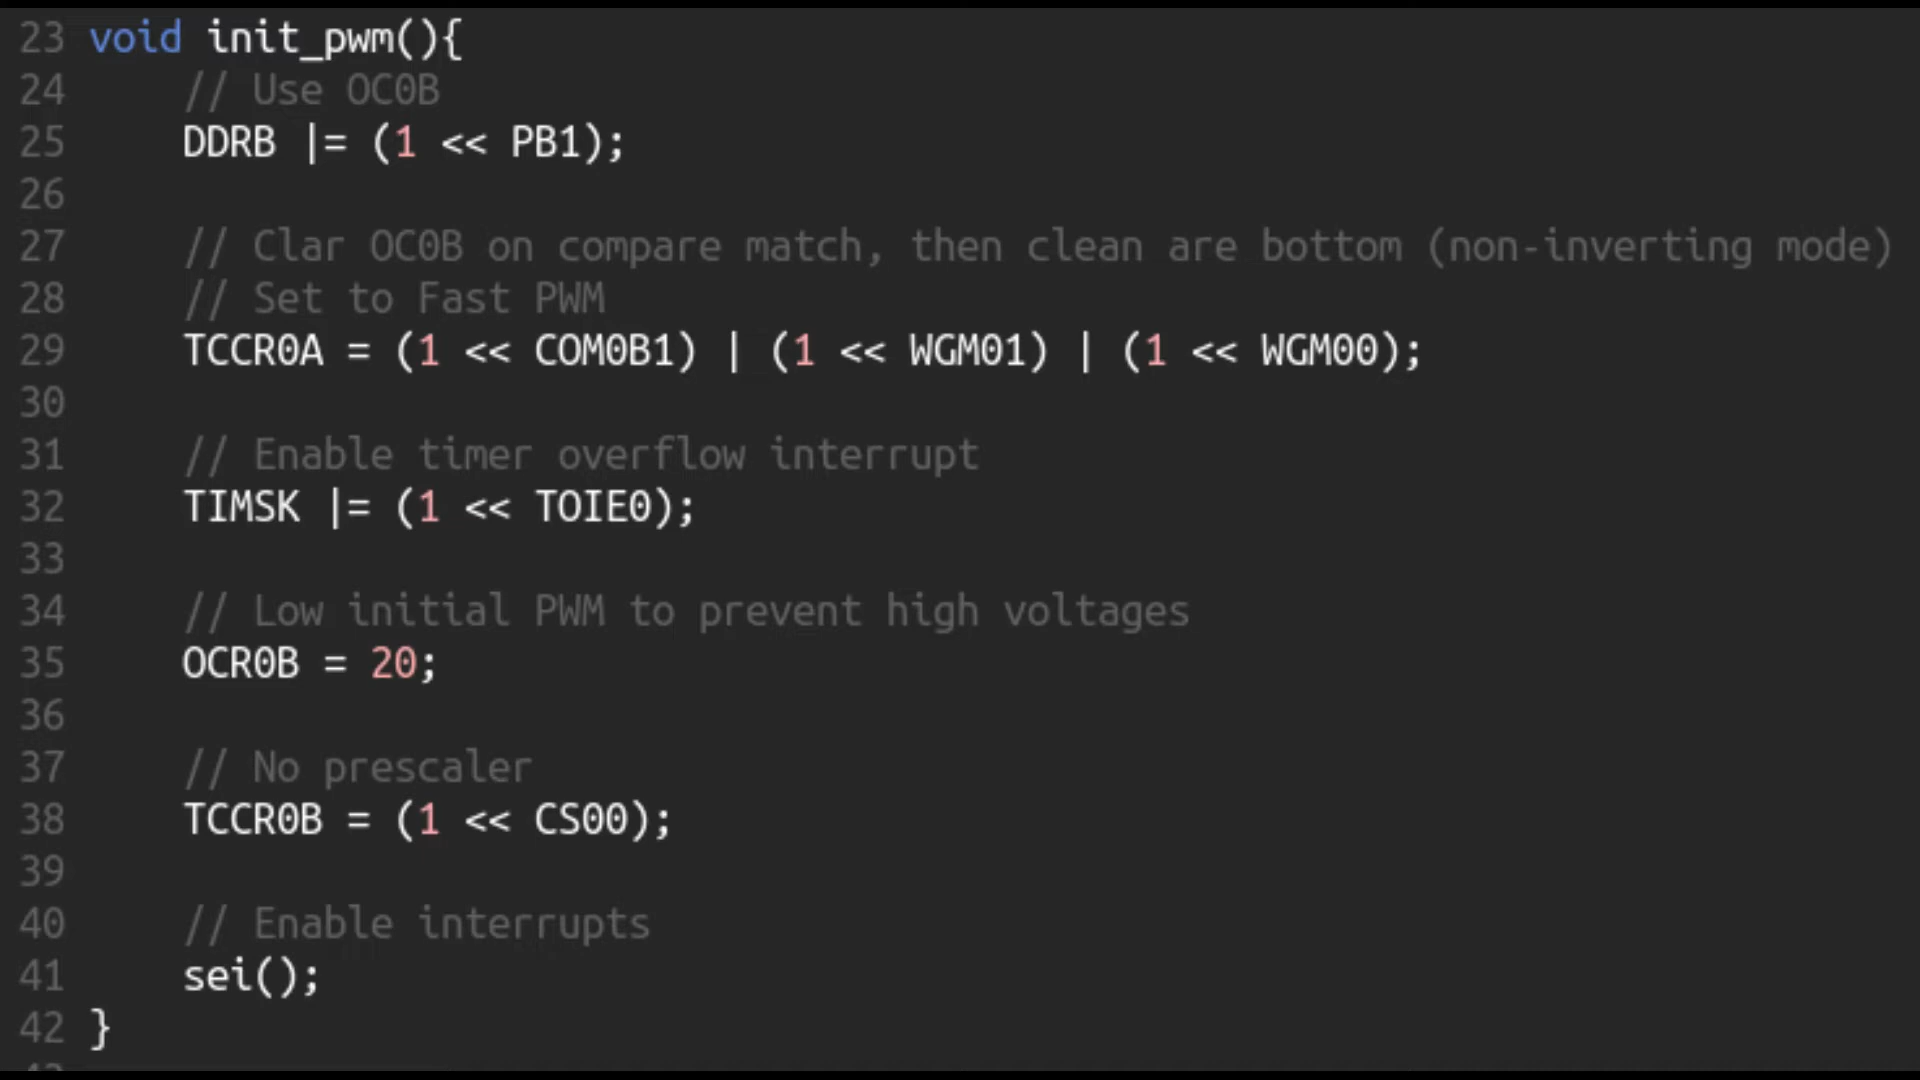 23 void init_pwm(){
24 // Use OC0B
25 DDRB |= (1 << PB1);
26
27 // Clar OC0B on compare match, then clean are bottom (non-inverting mode)
28 // Set to Fast PWM
29 TCCR0A = (1 << COM0B1) | (1 << WGM01) | (1 << WGM00);
30
31 // Enable timer overflow interrupt
32 TIMSK |= (1 << TOIE0);
33
34 // Low initial PWM to prevent high voltages
35 OCR0B = 20;
36
37 // No prescaler
38 TCCR0B = (1 << CS00);
39
40 // Enable interrupts
41 sei();
42 }